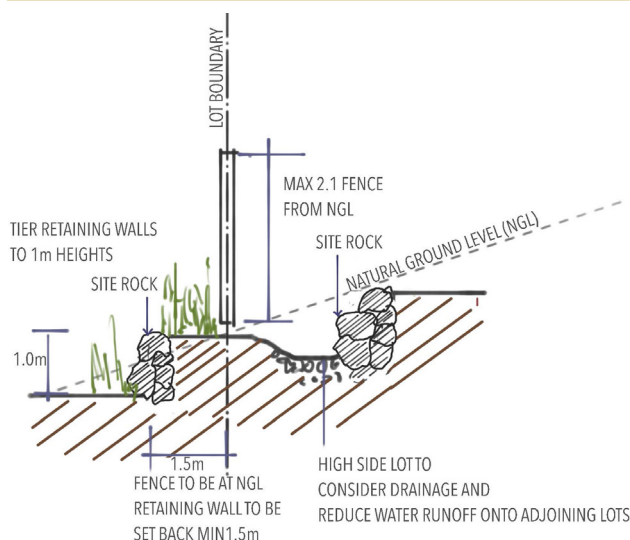 LOT BOUNDARY
MAX 2.1 FENCE
FROM NGL
TIER RETAINING WALLS
TO 1m HEIGHTS
SITE ROCK
SITE ROCK
NATURAL GROUND LEVEL (NGL)
1.0m
1.5m
FENCE TO BE AT NGL
RETAINING WALL TO BE
SET BACK MIN1.5m
HIGH SIDE LOT TO
CONSIDER DRAINAGE AND
REDUCE WATER RUNOFF ONTO ADJOINING LOTS